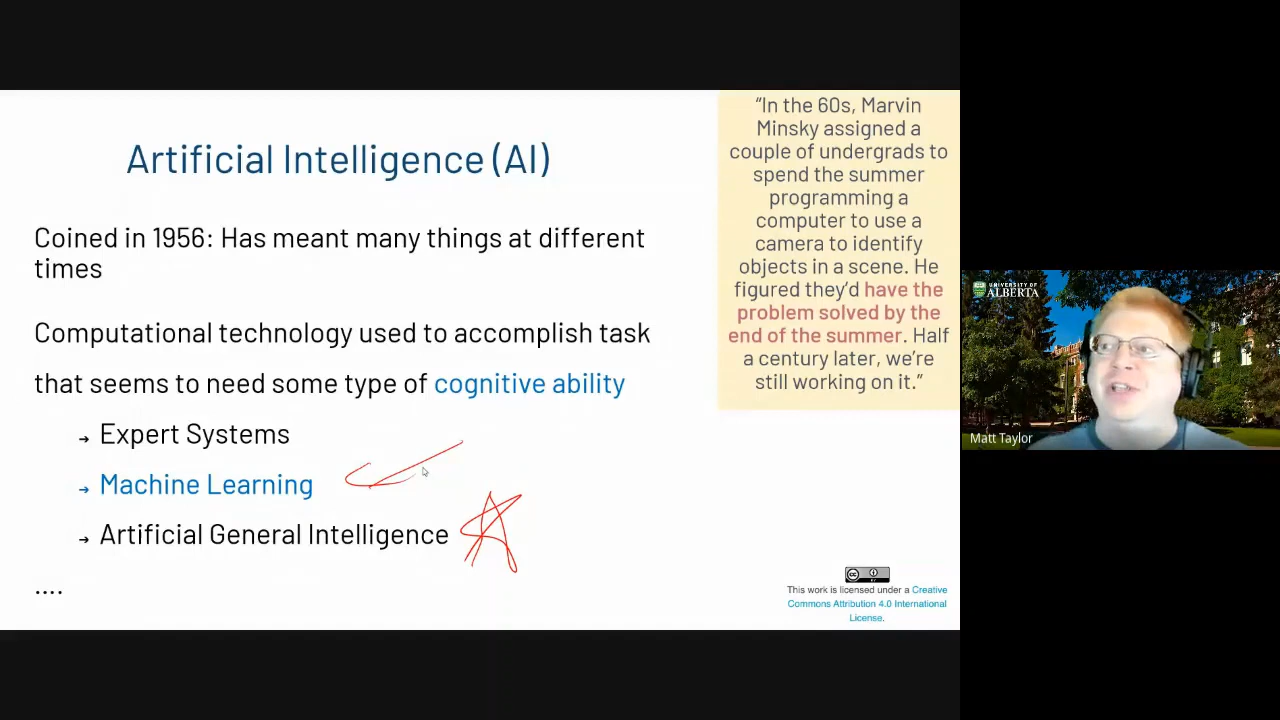 Artificial Intelligence (AI)
Coined in 1956: Has meant many things at different
times
Computational technology used to accomplish task
that seems to need some type of cognitive ability
→ Expert Systems
→ Machine Learning
→ Artificial General Intelligence
....
“In the 60s, Marvin
Minsky assigned a
couple of undergrads to
spend the summer
programming a
computer to use a
camera to identify
objects in a scene. He
figured they’d have the
problem solved by the
end of the summer. Half
a century later, we’re
still working on it.”
BY
This work is licensed under a Creative
Commons Attribution 4.0 International
License.
UNIVERSITY OF
ALBERTA
Matt Taylor